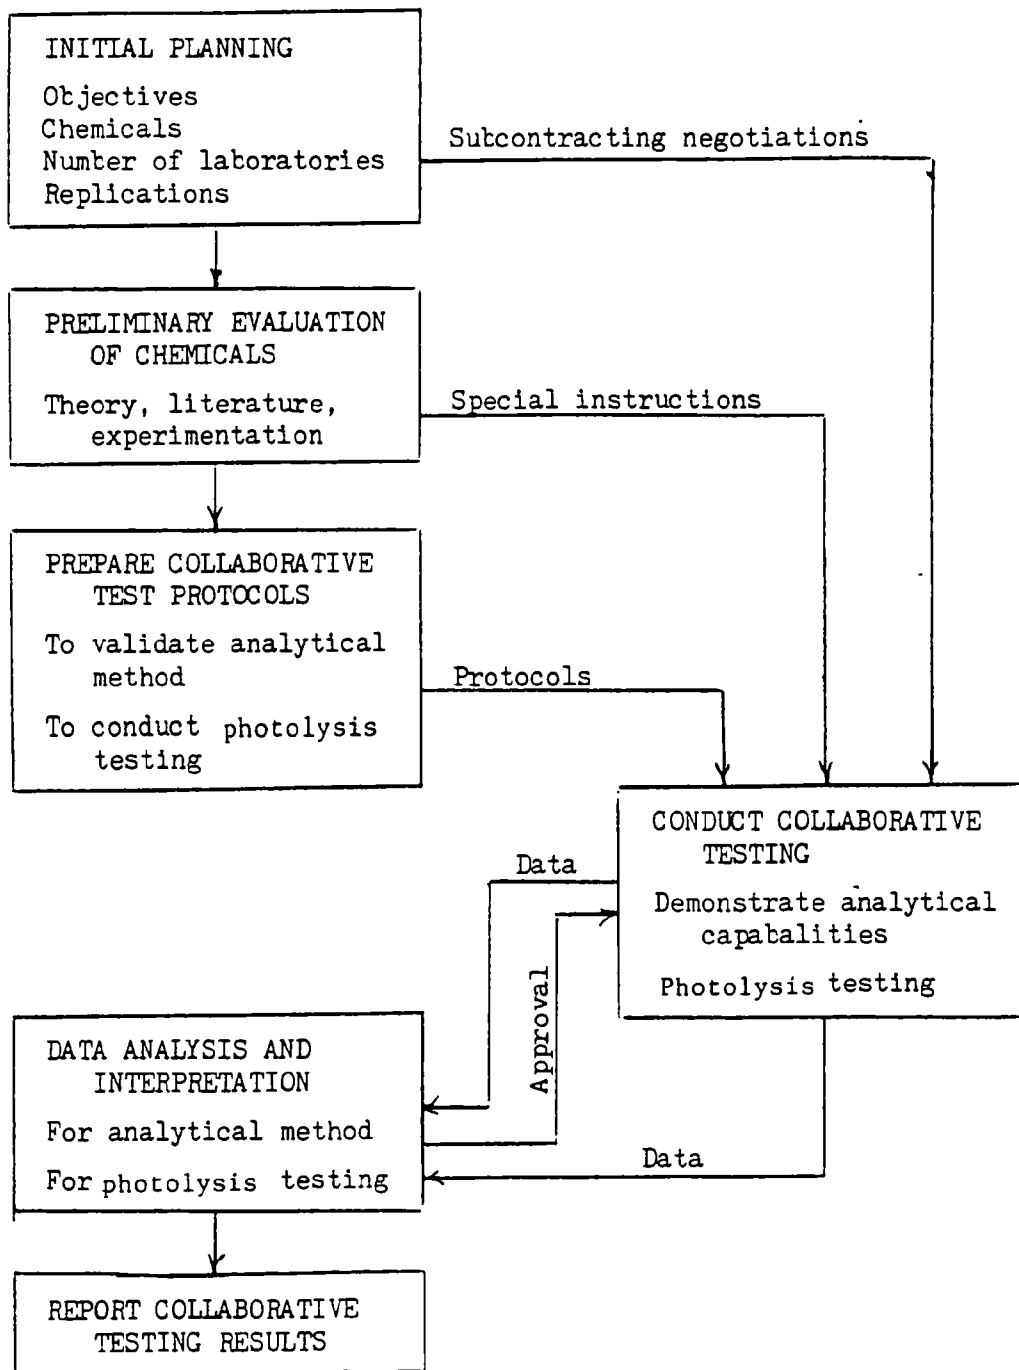 INITIAL PLANNING
Objectives
Chemicals
Number of laboratories
Replications
Subcontracting negotiations
PRELIMINARY EVALUATION
OF CHEMICALS
Theory, literature,
experimentation
Special instructions
PREPARE COLLABORATIVE
TEST PROTOCOLS
To validate analytical
method
To conduct photolysis
testing
Protocols
CONDUCT COLLABORATIVE
TESTING
Demonstrate analytical
capabalities
Photolysis testing
Data
Approval
DATA ANALYSIS AND
INTERPRETATION
For analytical method
For photolysis testing
Data
REPORT COLLABORATIVE
TESTING RESULTS